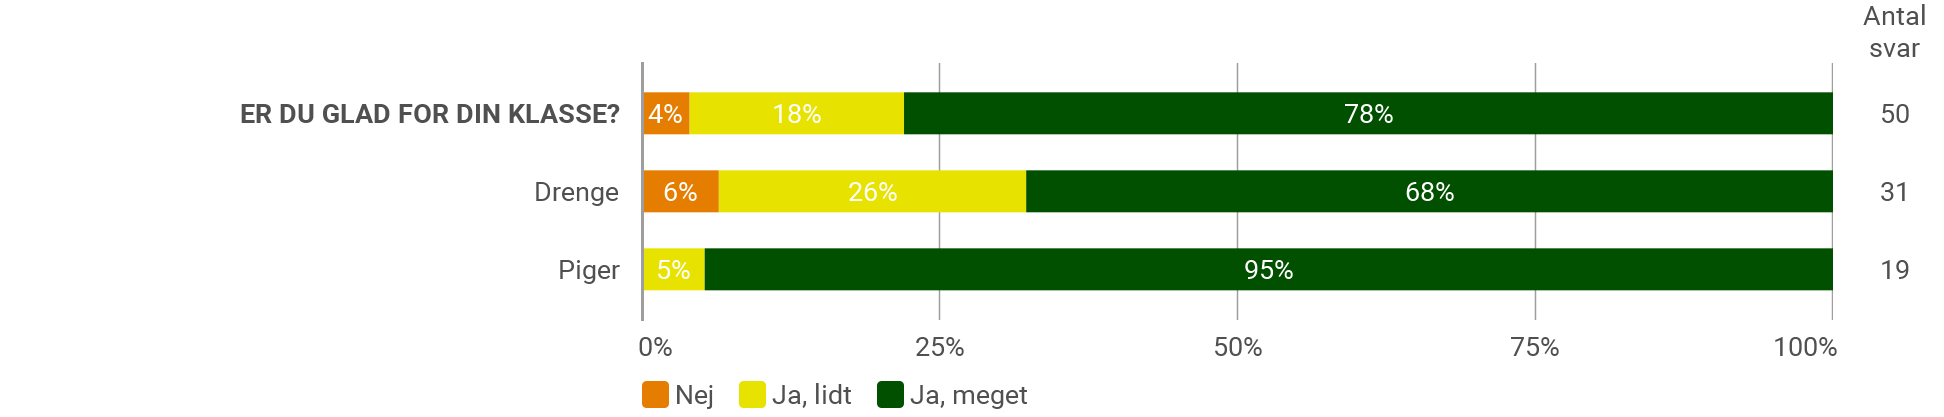 Antal
svar
ER DU GLAD FOR DIN KLASSE? 4% 18% 78% 50
Drenge 6% 26% 68% 31
Piger 5% 95% 19
0% 25% 50% 75% 100%
Nej Ja, lidt Ja, meget